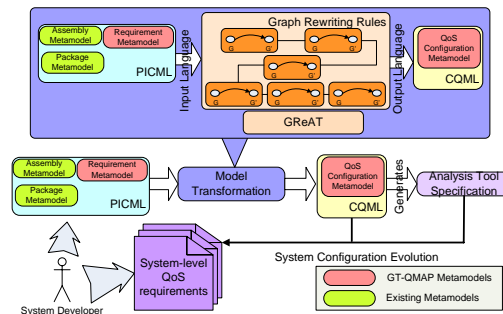 Graph Rewriting Rules
Assembly
Metamodel
Requirement
Metamodel
Package
Metamodel
PICML
Input Language
G G'
G G'
G G'
G G'
G G'
G G'
GReAT
Output Language
QoS
Configuration
Metamodel
CQML
Assembly
Metamodel
Requirement
Metamodel
Package
Metamodel
PICML
Model
Transformation
QoS
Configuration
Metamodel
CQML
Generates
Analysis Tool
Specification
System-level
QoS
requirements
System Developer
System Configuration Evolution
GT-QMAP Metamodels
Existing Metamodels